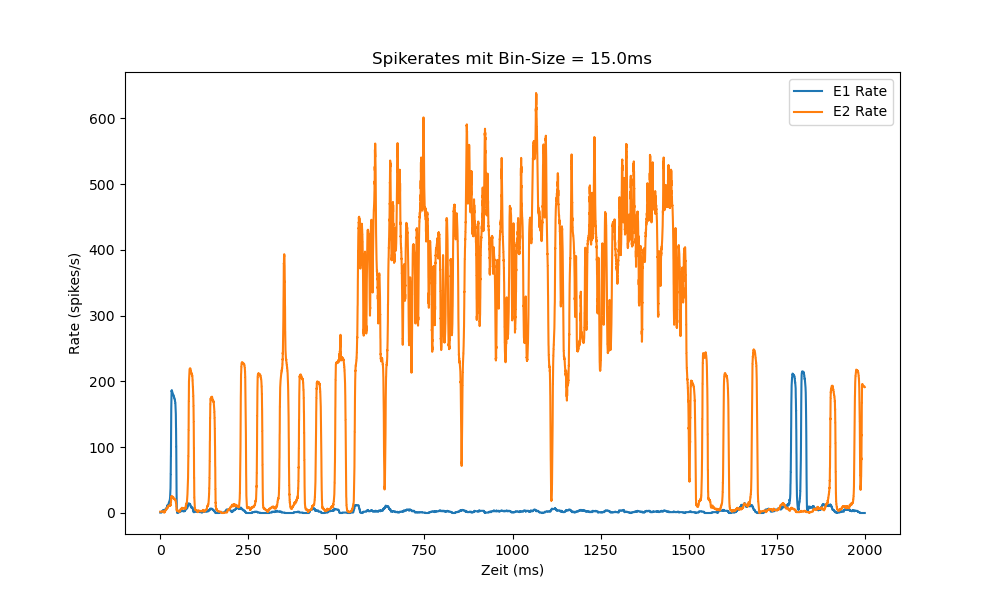 Spikerates mit Bin-Size = 15.0ms
E1 Rate
E2 Rate
Rate (spikes/s)
600
500
400
300
200
100
0
0 250 500 750 1000 1250 1500 1750 2000
Zeit (ms)